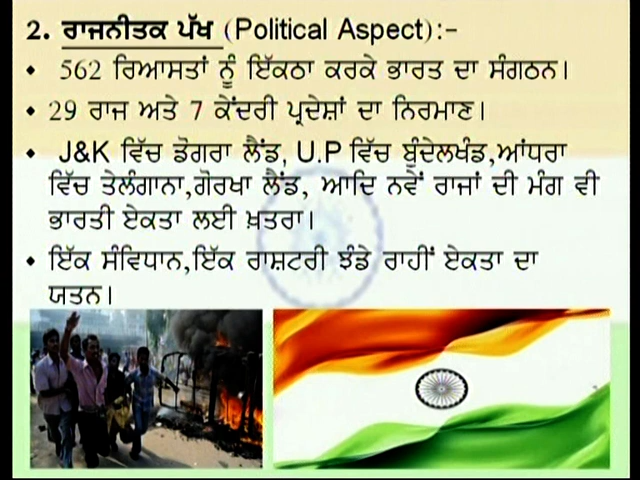 2. ਰਾਜਨੀਤਕ ਪੱਖ (Political Aspect):-
• 562 ਰਿਆਸਤਾਂ ਨੂੰ ਇੱਕਠਾ ਕਰਕੇ ਭਾਰਤ ਦਾ ਸੰਗਠਨ।
• 29 ਰਾਜ ਅਤੇ 7 ਕੇਂਦਰੀ ਪ੍ਰਦੇਸ਼ਾਂ ਦਾ ਨਿਰਮਾਣ।
• J&K ਵਿੱਚ ਡੋਗਰਾ ਲੈਂਡ, U.P ਵਿੱਚ ਬੂੰਦੇਲਖੰਡ,ਆਂਧਰਾ
ਵਿੱਚ ਤੇਲੰਗਾਨਾ,ਗੋਰਖਾ ਲੈਂਡ, ਆਦਿ ਨਵੇਂ ਰਾਜਾਂ ਦੀ ਮੰਗ ਵੀ
ਭਾਰਤੀ ਏਕਤਾ ਲਈ ਖ਼ਤਰਾ।
• ਇੱਕ ਸੰਵਿਧਾਨ,ਇੱਕ ਰਾਸ਼ਟਰੀ ਝੰਡੇ ਰਾਹੀਂ ਏਕਤਾ ਦਾ
ਯਤਨ।